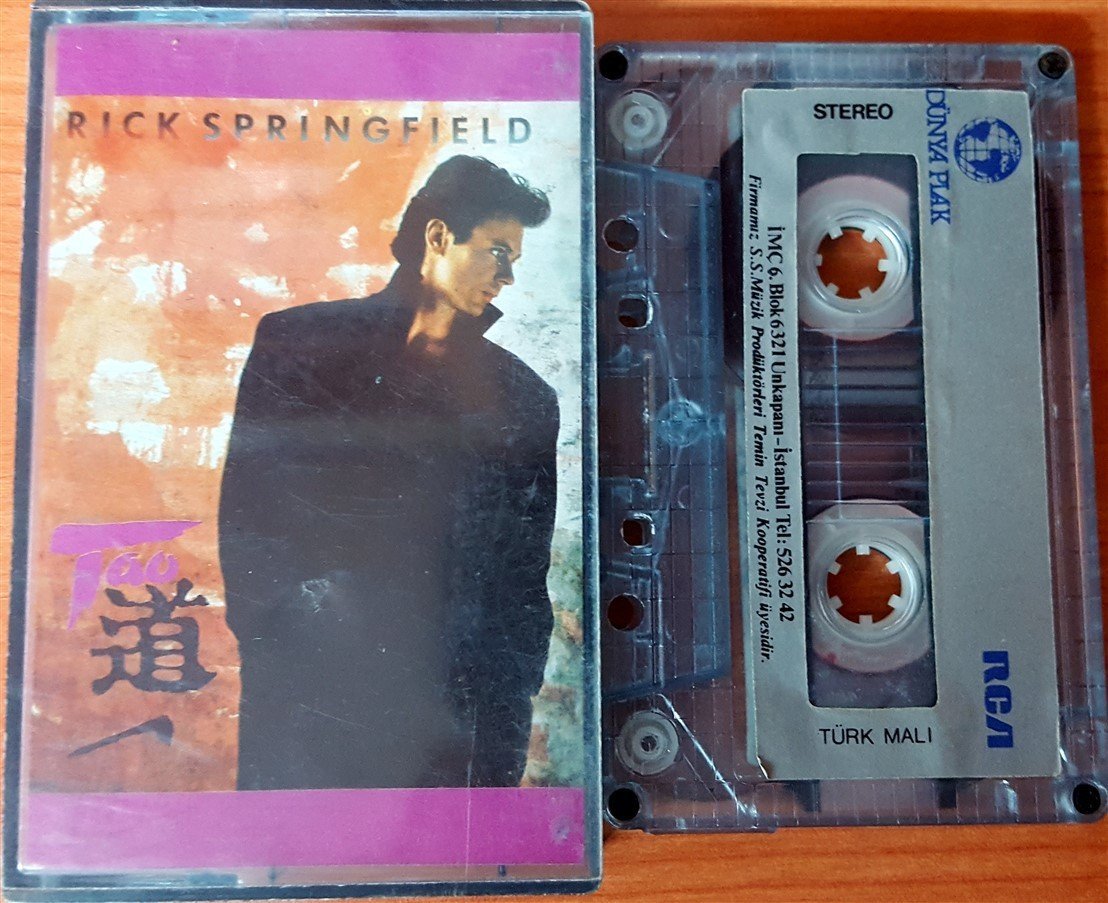 RICK SPRINGFIELD
Tao
道
STEREO
DÜNYA PLAK
İMÇ 6. Blok 6321 Unkapanı - İstanbul Tel: 526 32 42
Firmamız S.S.Müzik Prodüktörleri Temin Tevzi Kooperatifi üyesidir.
RCA
TÜRK MALI